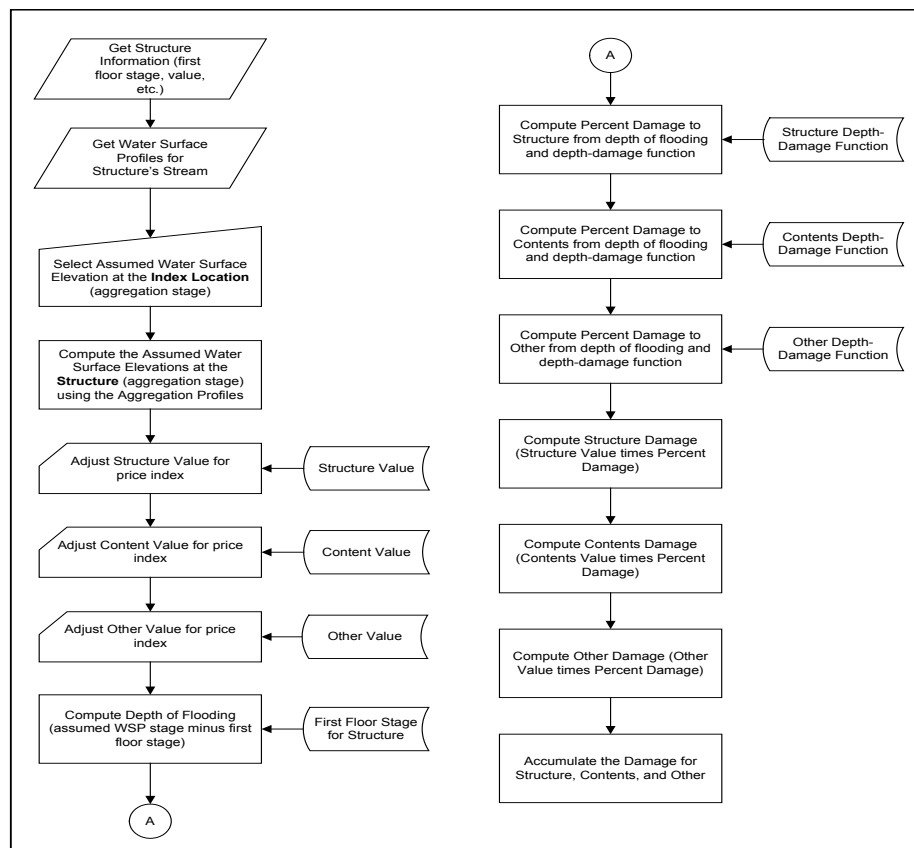 Get Structure
Information (first
floor stage, value,
etc.)
Get Water Surface
Profiles for
Structure's Stream
Select Assumed Water Surface
Elevation at the Index Location
(aggregation stage)
Compute the Assumed Water
Surface Elevations at the
Structure (aggregation stage)
using the Aggregation Profiles
Adjust Structure Value for
price index
Structure Value
Adjust Content Value for price
index
Content Value
Adjust Other Value for price
index
Other Value
Compute Depth of Flooding
(assumed WSP stage minus first
floor stage)
First Floor Stage
for Structure
A
A
Compute Percent Damage to
Structure from depth of flooding
and depth-damage function
Structure Depth-
Damage Function
Compute Percent Damage to
Contents from depth of flooding
and depth-damage function
Contents Depth-
Damage Function
Compute Percent Damage to
Other from depth of flooding and
depth-damage function
Other Depth-
Damage Function
Compute Structure Damage
(Structure Value times Percent
Damage)
Compute Contents Damage
(Contents Value times Percent
Damage)
Compute Other Damage (Other
Value times Percent Damage)
Accumulate the Damage for
Structure, Contents, and Other